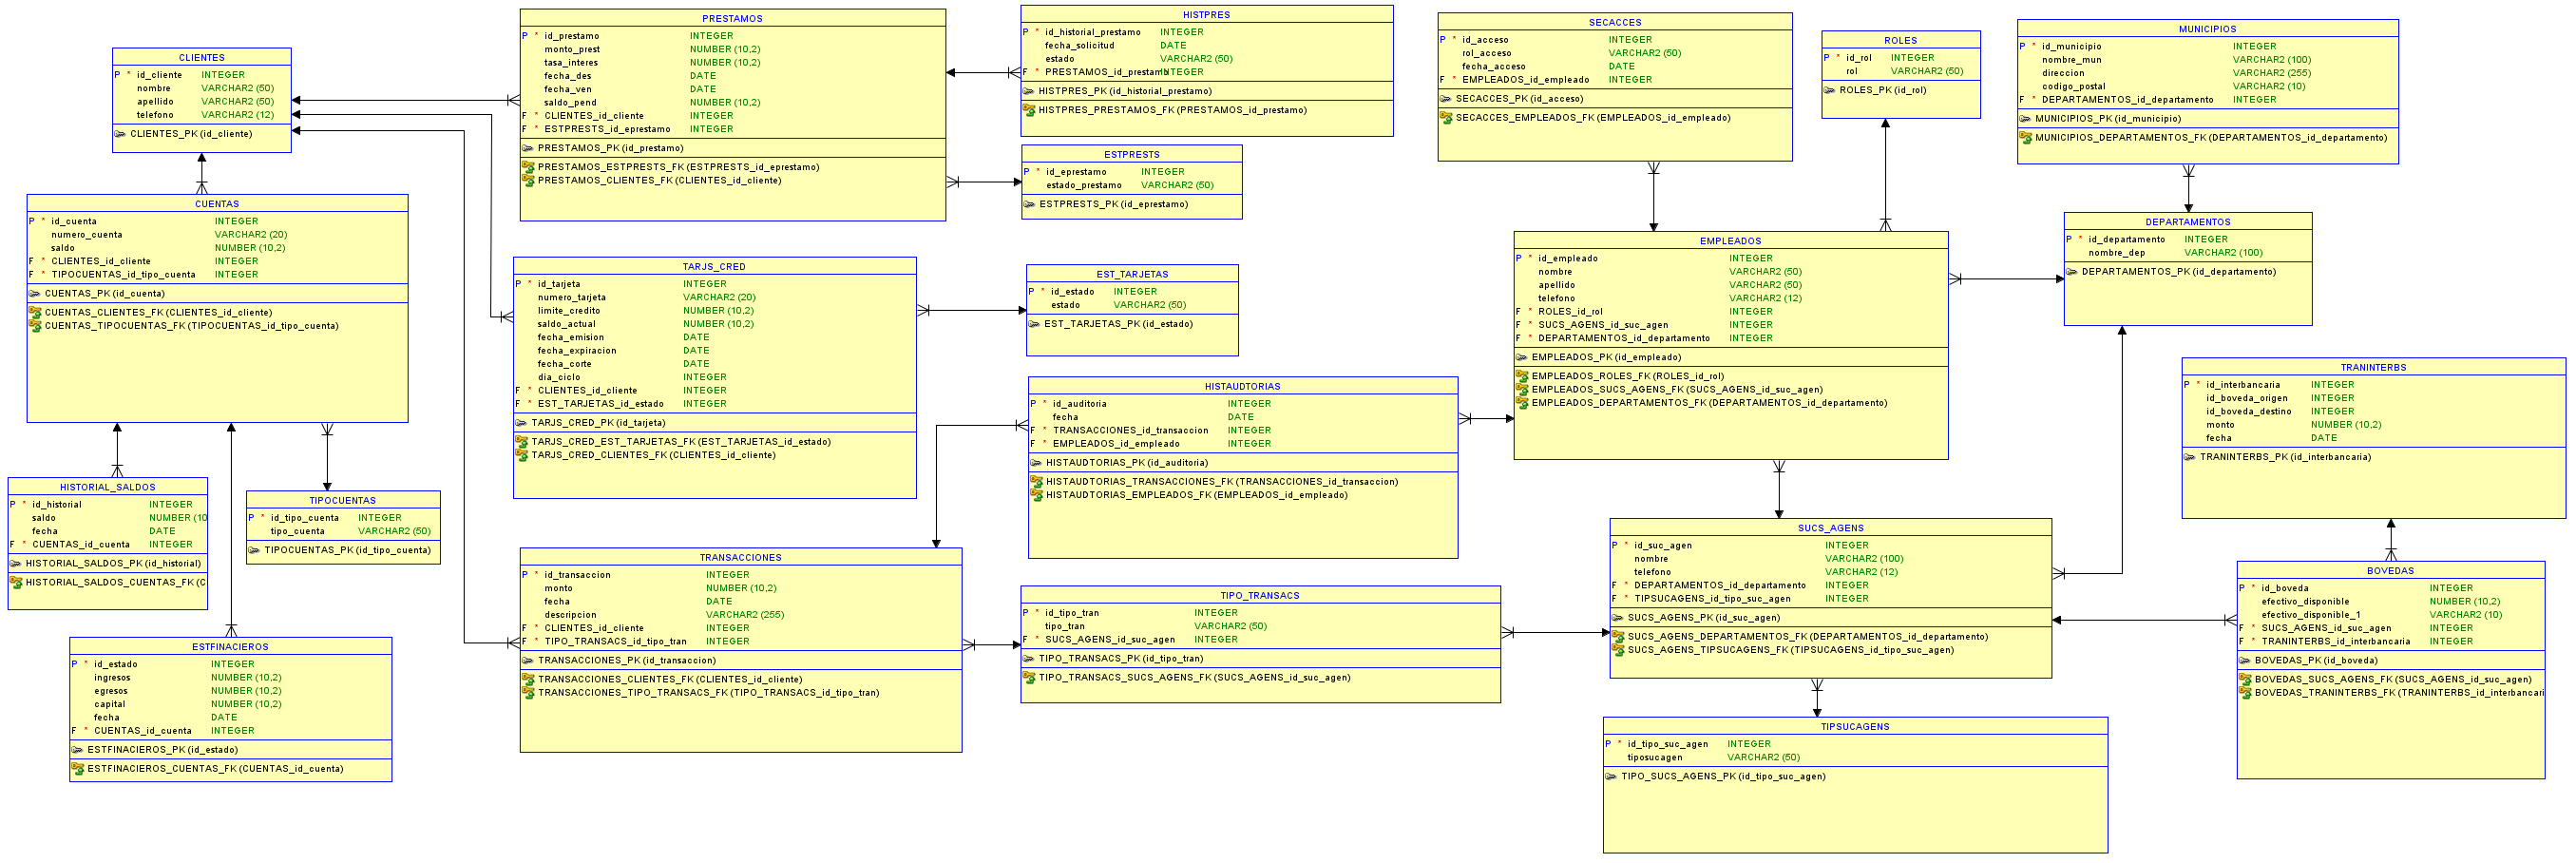 CLIENTES
P * id_cliente INTEGER
nombre VARCHAR2 (50)
apellido VARCHAR2 (50)
telefono VARCHAR2 (12)
CLIENTES_PK (id_cliente)
CUENTAS
P * id_cuenta INTEGER
numero_cuenta VARCHAR2 (20)
saldo NUMBER (10,2)
F * CLIENTES_id_cliente INTEGER
F * TIPOCUENTAS_id_tipo_cuenta INTEGER
CUENTAS_PK (id_cuenta)
CUENTAS_CLIENTES_FK (CLIENTES_id_cliente)
CUENTAS_TIPOCUENTAS_FK (TIPOCUENTAS_id_tipo_cuenta)
HISTORIAL_SALDOS
P * id_historial INTEGER
saldo NUMBER (10
fecha DATE
F * CUENTAS_id_cuenta INTEGER
HISTORIAL_SALDOS_PK (id_historial)
HISTORIAL_SALDOS_CUENTAS_FK (C
TIPOCUENTAS
P * id_tipo_cuenta INTEGER
tipo_cuenta VARCHAR2 (50)
TIPOCUENTAS_PK (id_tipo_cuenta)
ESTFINACIEROS
P * id_estado INTEGER
ingresos NUMBER (10,2)
egresos NUMBER (10,2)
capital NUMBER (10,2)
fecha DATE
F * CUENTAS_id_cuenta INTEGER
ESTFINACIEROS_PK (id_estado)
ESTFINACIEROS_CUENTAS_FK (CUENTAS_id_cuenta)
PRESTAMOS
P * id_prestamo INTEGER
monto_prest NUMBER (10,2)
tasa_interes NUMBER (10,2)
fecha_des DATE
fecha_ven DATE
saldo_pend NUMBER (10,2)
F * CLIENTES_id_cliente INTEGER
F * ESTPRESTS_id_eprestamo INTEGER
PRESTAMOS_PK (id_prestamo)
PRESTAMOS_ESTPRESTS_FK (ESTPRESTS_id_eprestamo)
PRESTAMOS_CLIENTES_FK (CLIENTES_id_cliente)
TARJS_CRED
P * id_tarjeta INTEGER
numero_tarjeta VARCHAR2 (20)
limite_credito NUMBER (10,2)
saldo_actual NUMBER (10,2)
fecha_emision DATE
fecha_expiracion DATE
fecha_corte DATE
dia_ciclo INTEGER
F * CLIENTES_id_cliente INTEGER
F * EST_TARJETAS_id_estado INTEGER
TARJS_CRED_PK (id_tarjeta)
TARJS_CRED_EST_TARJETAS_FK (EST_TARJETAS_id_estado)
TARJS_CRED_CLIENTES_FK (CLIENTES_id_cliente)
TRANSACCIONES
P * id_transaccion INTEGER
monto NUMBER (10,2)
fecha DATE
descripcion VARCHAR2 (255)
F * CLIENTES_id_cliente INTEGER
F * TIPO_TRANSACS_id_tipo_tran INTEGER
TRANSACCIONES_PK (id_transaccion)
TRANSACCIONES_CLIENTES_FK (CLIENTES_id_cliente)
TRANSACCIONES_TIPO_TRANSACS_FK (TIPO_TRANSACS_id_tipo_tran)
HISTPRES
P * id_historial_prestamo INTEGER
fecha_solicitud DATE
estado VARCHAR2 (50)
F * PRESTAMOS_id_prestamo INTEGER
HISTPRES_PK (id_historial_prestamo)
HISTPRES_PRESTAMOS_FK (PRESTAMOS_id_prestamo)
ESTPRESTS
P * id_eprestamo INTEGER
estado_prestamo VARCHAR2 (50)
ESTPRESTS_PK (id_eprestamo)
EST_TARJETAS
P * id_estado INTEGER
estado VARCHAR2 (50)
EST_TARJETAS_PK (id_estado)
HISTAUDTORIAS
P * id_auditoria INTEGER
fecha DATE
F * TRANSACCIONES_id_transaccion INTEGER
F * EMPLEADOS_id_empleado INTEGER
HISTAUDTORIAS_PK (id_auditoria)
HISTAUDTORIAS_TRANSACCIONES_FK (TRANSACCIONES_id_transaccion)
HISTAUDTORIAS_EMPLEADOS_FK (EMPLEADOS_id_empleado)
TIPO_TRANSACS
P * id_tipo_tran INTEGER
tipo_tran VARCHAR2 (50)
F * SUCS_AGENS_id_suc_agen INTEGER
TIPO_TRANSACS_PK (id_tipo_tran)
TIPO_TRANSACS_SUCS_AGENS_FK (SUCS_AGENS_id_suc_agen)
SECACCES
P * id_acceso INTEGER
rol_acceso VARCHAR2 (50)
fecha_acceso DATE
F * EMPLEADOS_id_empleado INTEGER
SECACCES_PK (id_acceso)
SECACCES_EMPLEADOS_FK (EMPLEADOS_id_empleado)
ROLES
P * id_rol INTEGER
rol VARCHAR2 (50)
ROLES_PK (id_rol)
EMPLEADOS
P * id_empleado INTEGER
nombre VARCHAR2 (50)
apellido VARCHAR2 (50)
telefono VARCHAR2 (12)
F * ROLES_id_rol INTEGER
F * SUCS_AGENS_id_suc_agen INTEGER
F * DEPARTAMENTOS_id_departamento INTEGER
EMPLEADOS_PK (id_empleado)
EMPLEADOS_ROLES_FK (ROLES_id_rol)
EMPLEADOS_SUCS_AGENS_FK (SUCS_AGENS_id_suc_agen)
EMPLEADOS_DEPARTAMENTOS_FK (DEPARTAMENTOS_id_departamento)
SUCS_AGENS
P * id_suc_agen INTEGER
nombre VARCHAR2 (100)
telefono VARCHAR2 (12)
F * DEPARTAMENTOS_id_departamento INTEGER
F * TIPSUCAGENS_id_tipo_suc_agen INTEGER
SUCS_AGENS_PK (id_suc_agen)
SUCS_AGENS_DEPARTAMENTOS_FK (DEPARTAMENTOS_id_departamento)
SUCS_AGENS_TIPSUCAGENS_FK (TIPSUCAGENS_id_tipo_suc_agen)
TIPSUCAGENS
P * id_tipo_suc_agen INTEGER
tiposucagen VARCHAR2 (50)
TIPO_SUCS_AGENS_PK (id_tipo_suc_agen)
MUNICIPIOS
P * id_municipio INTEGER
nombre_mun VARCHAR2 (100)
direccion VARCHAR2 (255)
codigo_postal VARCHAR2 (10)
F * DEPARTAMENTOS_id_departamento INTEGER
MUNICIPIOS_PK (id_municipio)
MUNICIPIOS_DEPARTAMENTOS_FK (DEPARTAMENTOS_id_departamento)
DEPARTAMENTOS
P * id_departamento INTEGER
nombre_dep VARCHAR2 (100)
DEPARTAMENTOS_PK (id_departamento)
TRANINTERBS
P * id_interbancaria INTEGER
id_boveda_origen INTEGER
id_boveda_destino INTEGER
monto NUMBER (10,2)
fecha DATE
TRANINTERBS_PK (id_interbancaria)
BOVEDAS
P * id_boveda INTEGER
efectivo_disponible NUMBER (10,2)
efectivo_disponible_1 VARCHAR2 (10)
F * SUCS_AGENS_id_suc_agen INTEGER
F * TRANINTERBS_id_interbancaria INTEGER
BOVEDAS_PK (id_boveda)
BOVEDAS_SUCS_AGENS_FK (SUCS_AGENS_id_suc_agen)
BOVEDAS_TRANINTERBS_FK (TRANINTERBS_id_interbancari